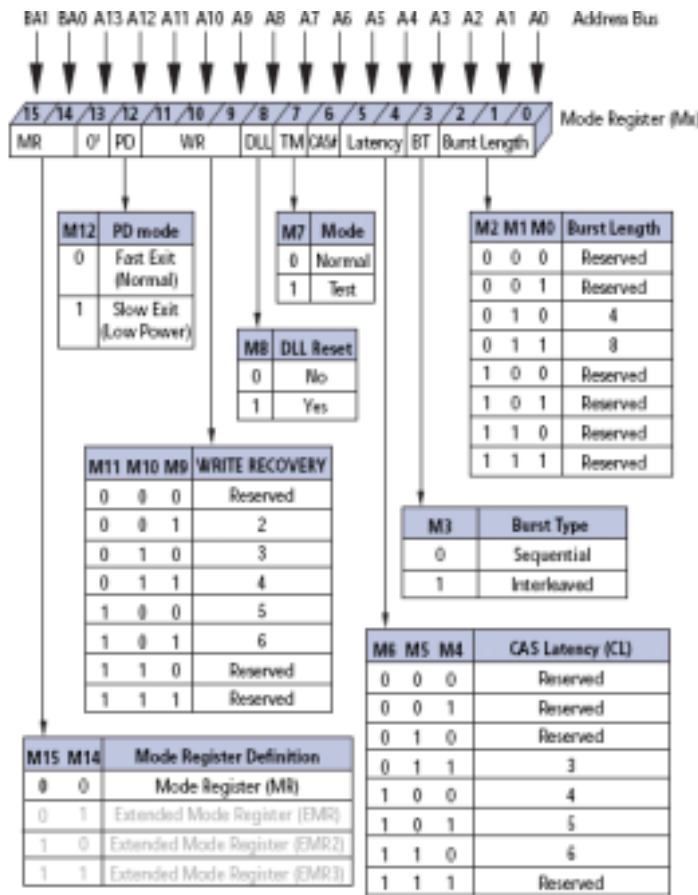 BA1 BA0 A13 A12 A11 A10 A9 A8 A7 A6 A5 A4 A3 A2 A1 A0 Address Bus
15 14 13 12 11 10 9 8 7 6 5 4 3 2 1 0 Mode Register (Mx)
MR 0¹ PD WR DLL TM CAS# Latency BT Burst Length
M12 PD mode
0 Fast Exit
(Normal)
1 Slow Exit
(Low Power)
M7 Mode
0 Normal
1 Test
M8 DLL Reset
0 No
1 Yes
M2 M1 M0 Burst Length
0 0 0 Reserved
0 0 1 Reserved
0 1 0 4
0 1 1 8
1 0 0 Reserved
1 0 1 Reserved
1 1 0 Reserved
1 1 1 Reserved
M11 M10 M9 WRITE RECOVERY
0 0 0 Reserved
0 0 1 2
0 1 0 3
0 1 1 4
1 0 0 5
1 0 1 6
1 1 0 Reserved
1 1 1 Reserved
M3 Burst Type
0 Sequential
1 Interleaved
M6 M5 M4 CAS Latency (CL)
0 0 0 Reserved
0 0 1 Reserved
0 1 0 Reserved
0 1 1 3
1 0 0 4
1 0 1 5
1 1 0 6
1 1 1 Reserved
M15 M14 Mode Register Definition
0 0 Mode Register (MR)
0 1 Extended Mode Register (EMR)
1 0 Extended Mode Register (EMR2)
1 1 Extended Mode Register (EMR3)